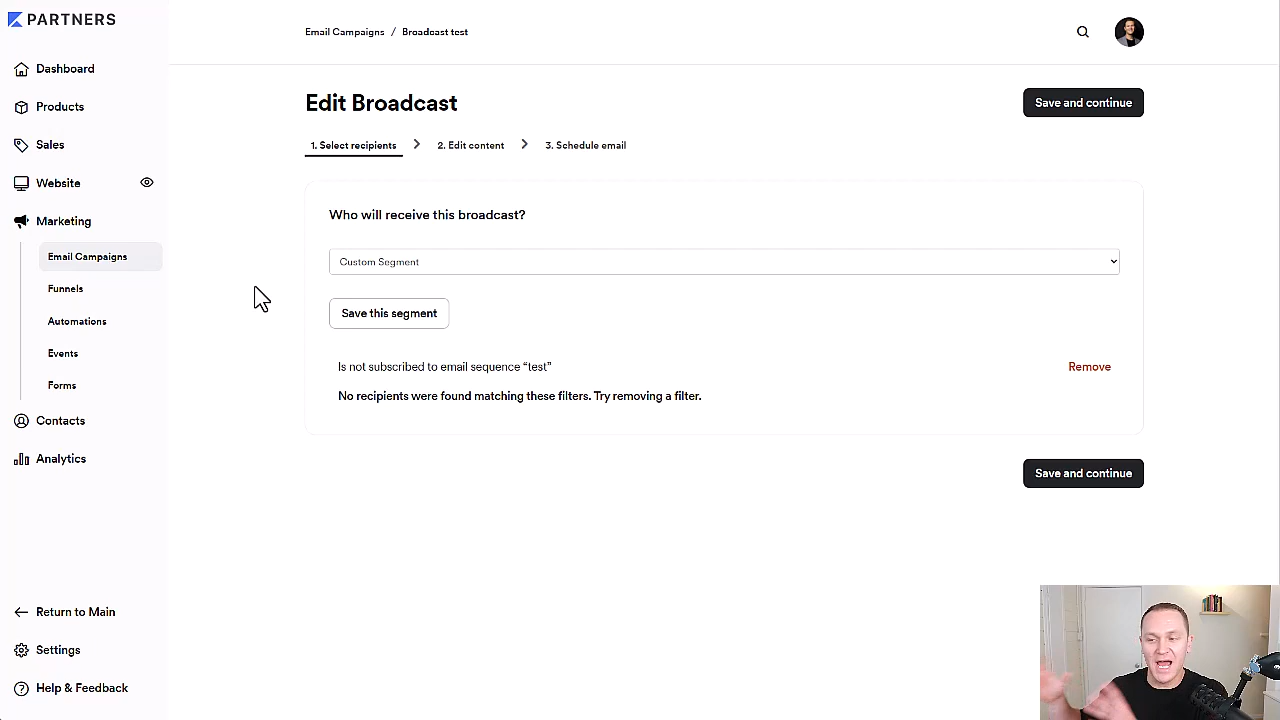 PARTNERS
Dashboard
Products
Sales
Website
Marketing
Email Campaigns
Funnels
Automations
Events
Forms
Contacts
Analytics
Return to Main
Settings
Help & Feedback
Email Campaigns / Broadcast test
Edit Broadcast
Save and continue
1. Select recipients
2. Edit content
3. Schedule email
Who will receive this broadcast?
Custom Segment
Save this segment
Is not subscribed to email sequence “test”
Remove
No recipients were found matching these filters. Try removing a filter.
Save and continue